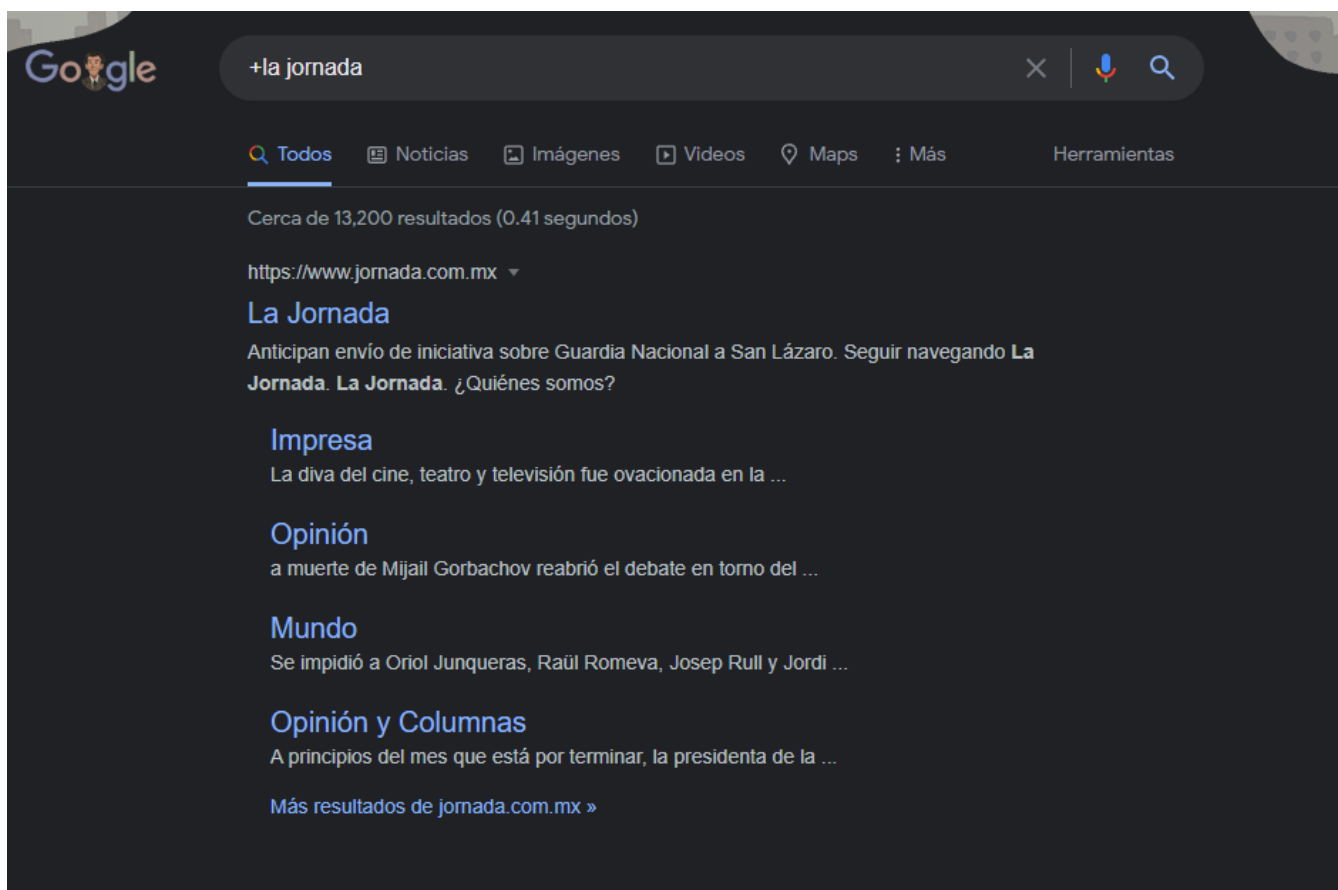 Google
+la jornada
Todos Noticias Imágenes Videos Maps Más Herramientas
Cerca de 13,200 resultados (0.41 segundos)
https://www.jornada.com.mx
La Jornada
Anticipan envío de iniciativa sobre Guardia Nacional a San Lázaro. Seguir navegando La
Jornada. La Jornada. ¿Quiénes somos?
Impresa
La diva del cine, teatro y televisión fue ovacionada en la ...
Opinión
a muerte de Mijail Gorbachov reabrió el debate en torno del ...
Mundo
Se impidió a Oriol Junqueras, Raül Romeva, Josep Rull y Jordi ...
Opinión y Columnas
A principios del mes que está por terminar, la presidenta de la ...
Más resultados de jornada.com.mx »